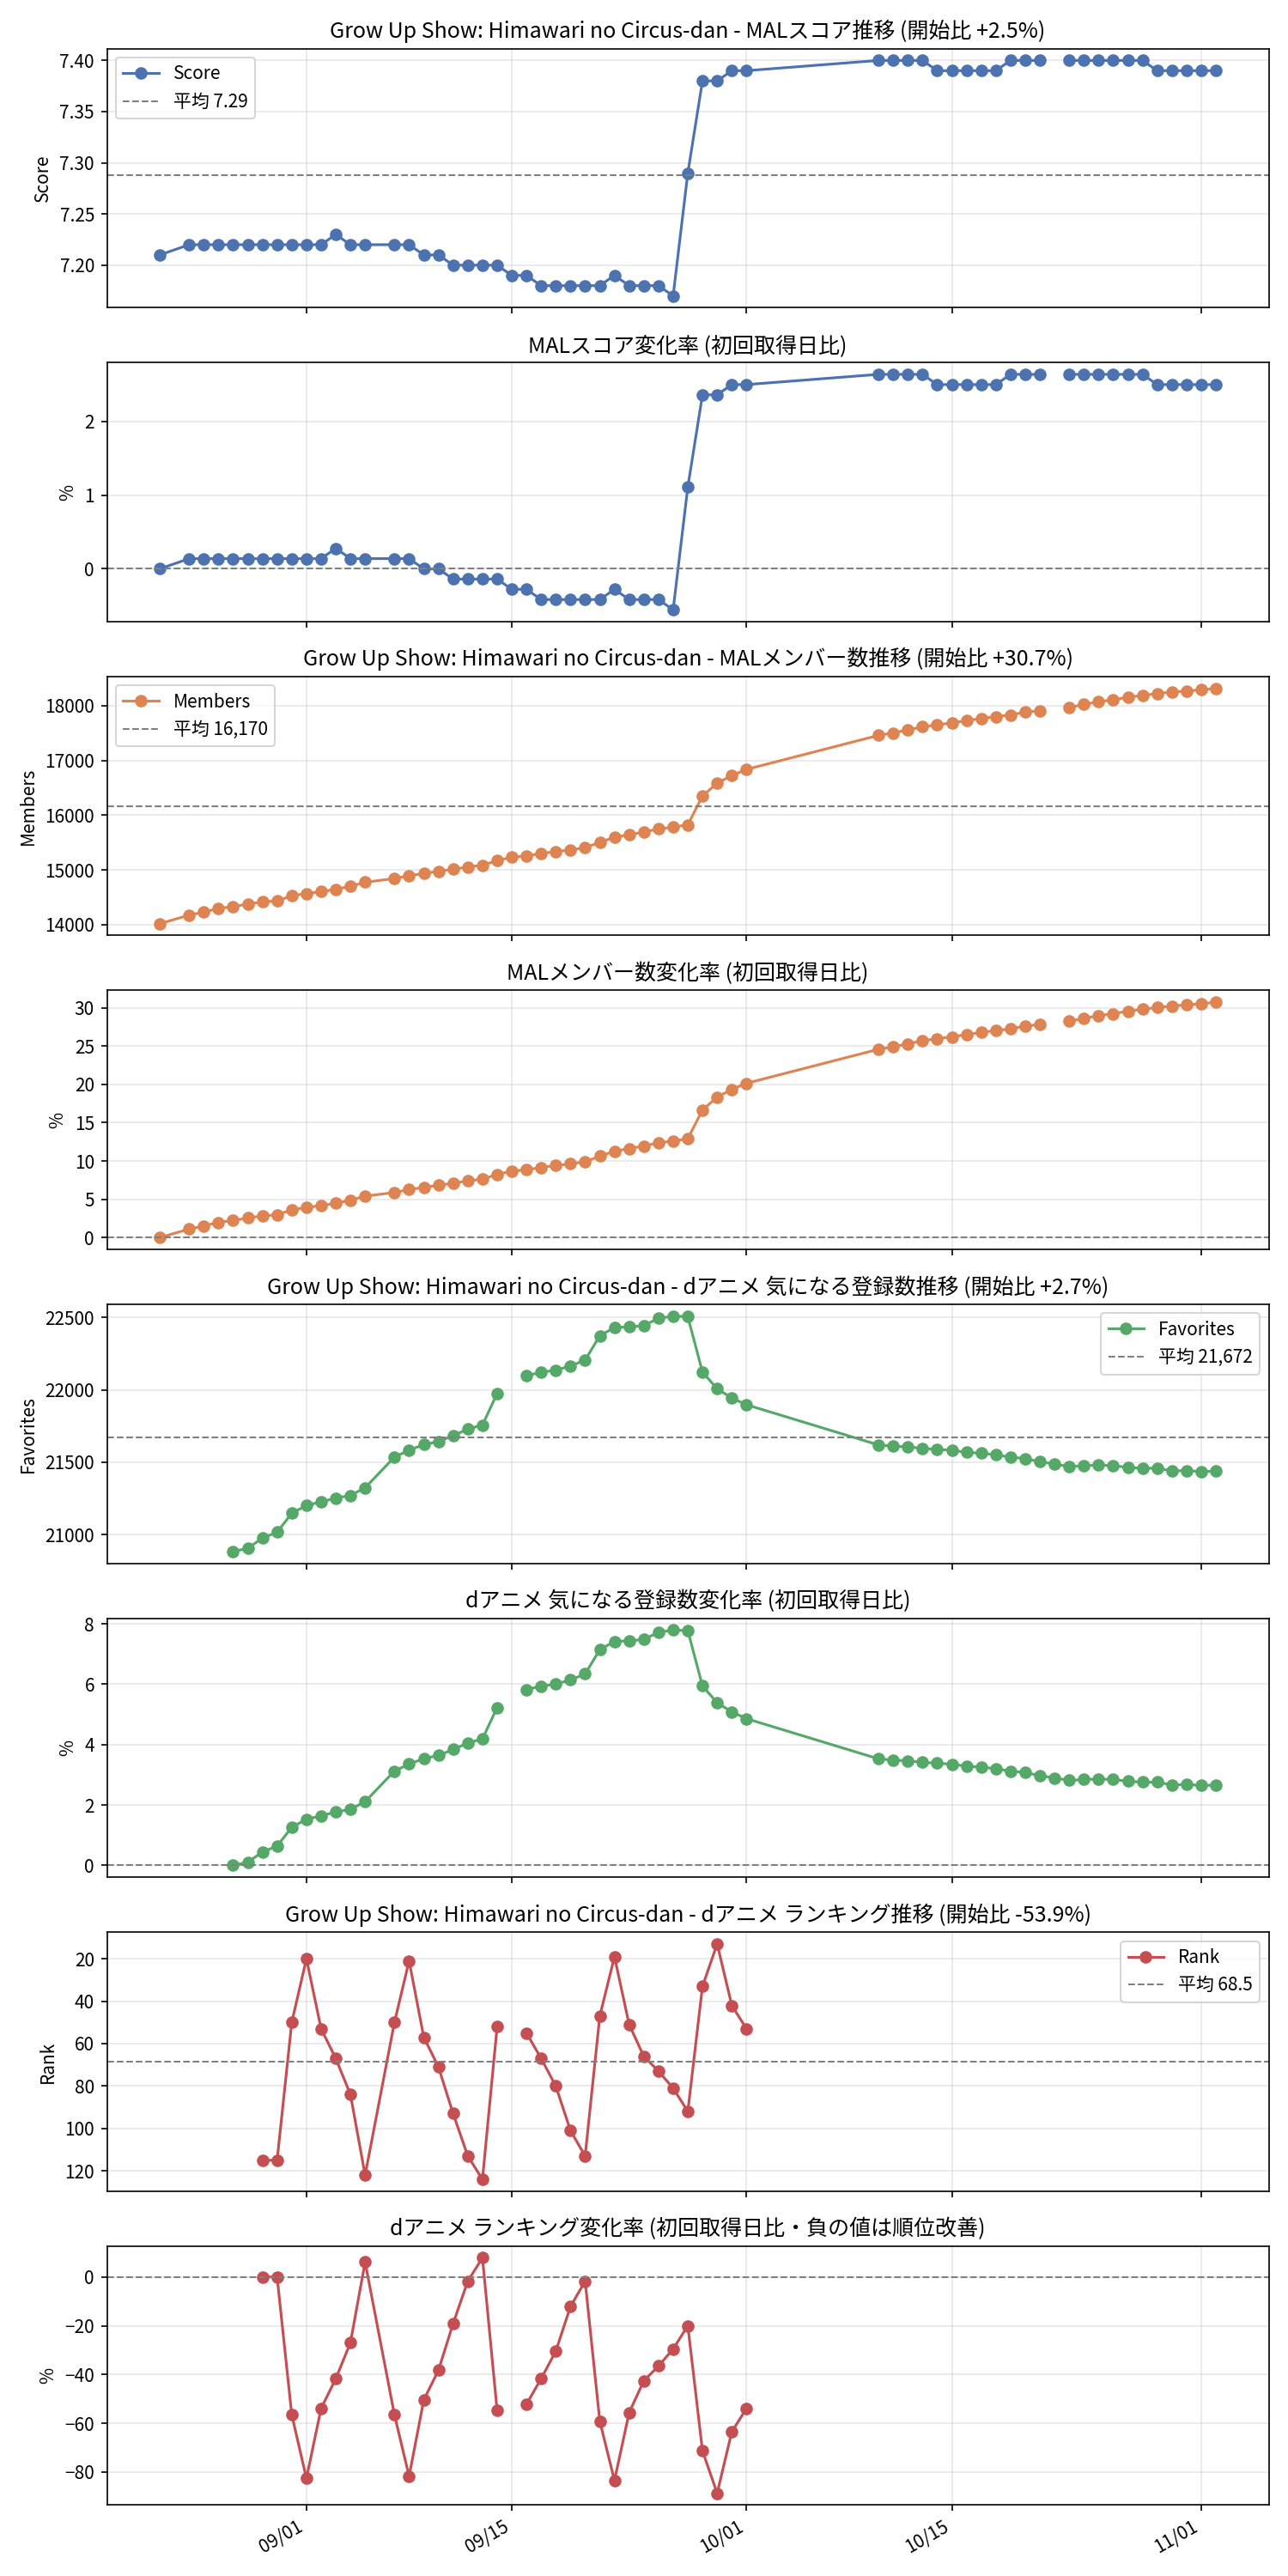 Grow Up Show: Himawari no Circus-dan - MALスコア推移 (開始比 +2.5%)
Score
7.40
7.35
7.30
7.25
7.20
Score
平均 7.29
MALスコア変化率 (初回取得日比)
%
2
1
0
Grow Up Show: Himawari no Circus-dan - MALメンバー数推移 (開始比 +30.7%)
Members
18000
17000
16000
15000
14000
Members
平均 16,170
MALメンバー数変化率 (初回取得日比)
%
30
25
20
15
10
5
0
Grow Up Show: Himawari no Circus-dan - dアニメ 気になる登録数推移 (開始比 +2.7%)
Favorites
22500
22000
21500
21000
Favorites
平均 21,672
dアニメ 気になる登録数変化率 (初回取得日比)
%
8
6
4
2
0
Grow Up Show: Himawari no Circus-dan - dアニメ ランキング推移 (開始比 -53.9%)
Rank
20
40
60
80
100
120
Rank
平均 68.5
dアニメ ランキング変化率 (初回取得日比・負の値は順位改善)
%
0
−20
−40
−60
−80
09/01
09/15
10/01
10/15
11/01